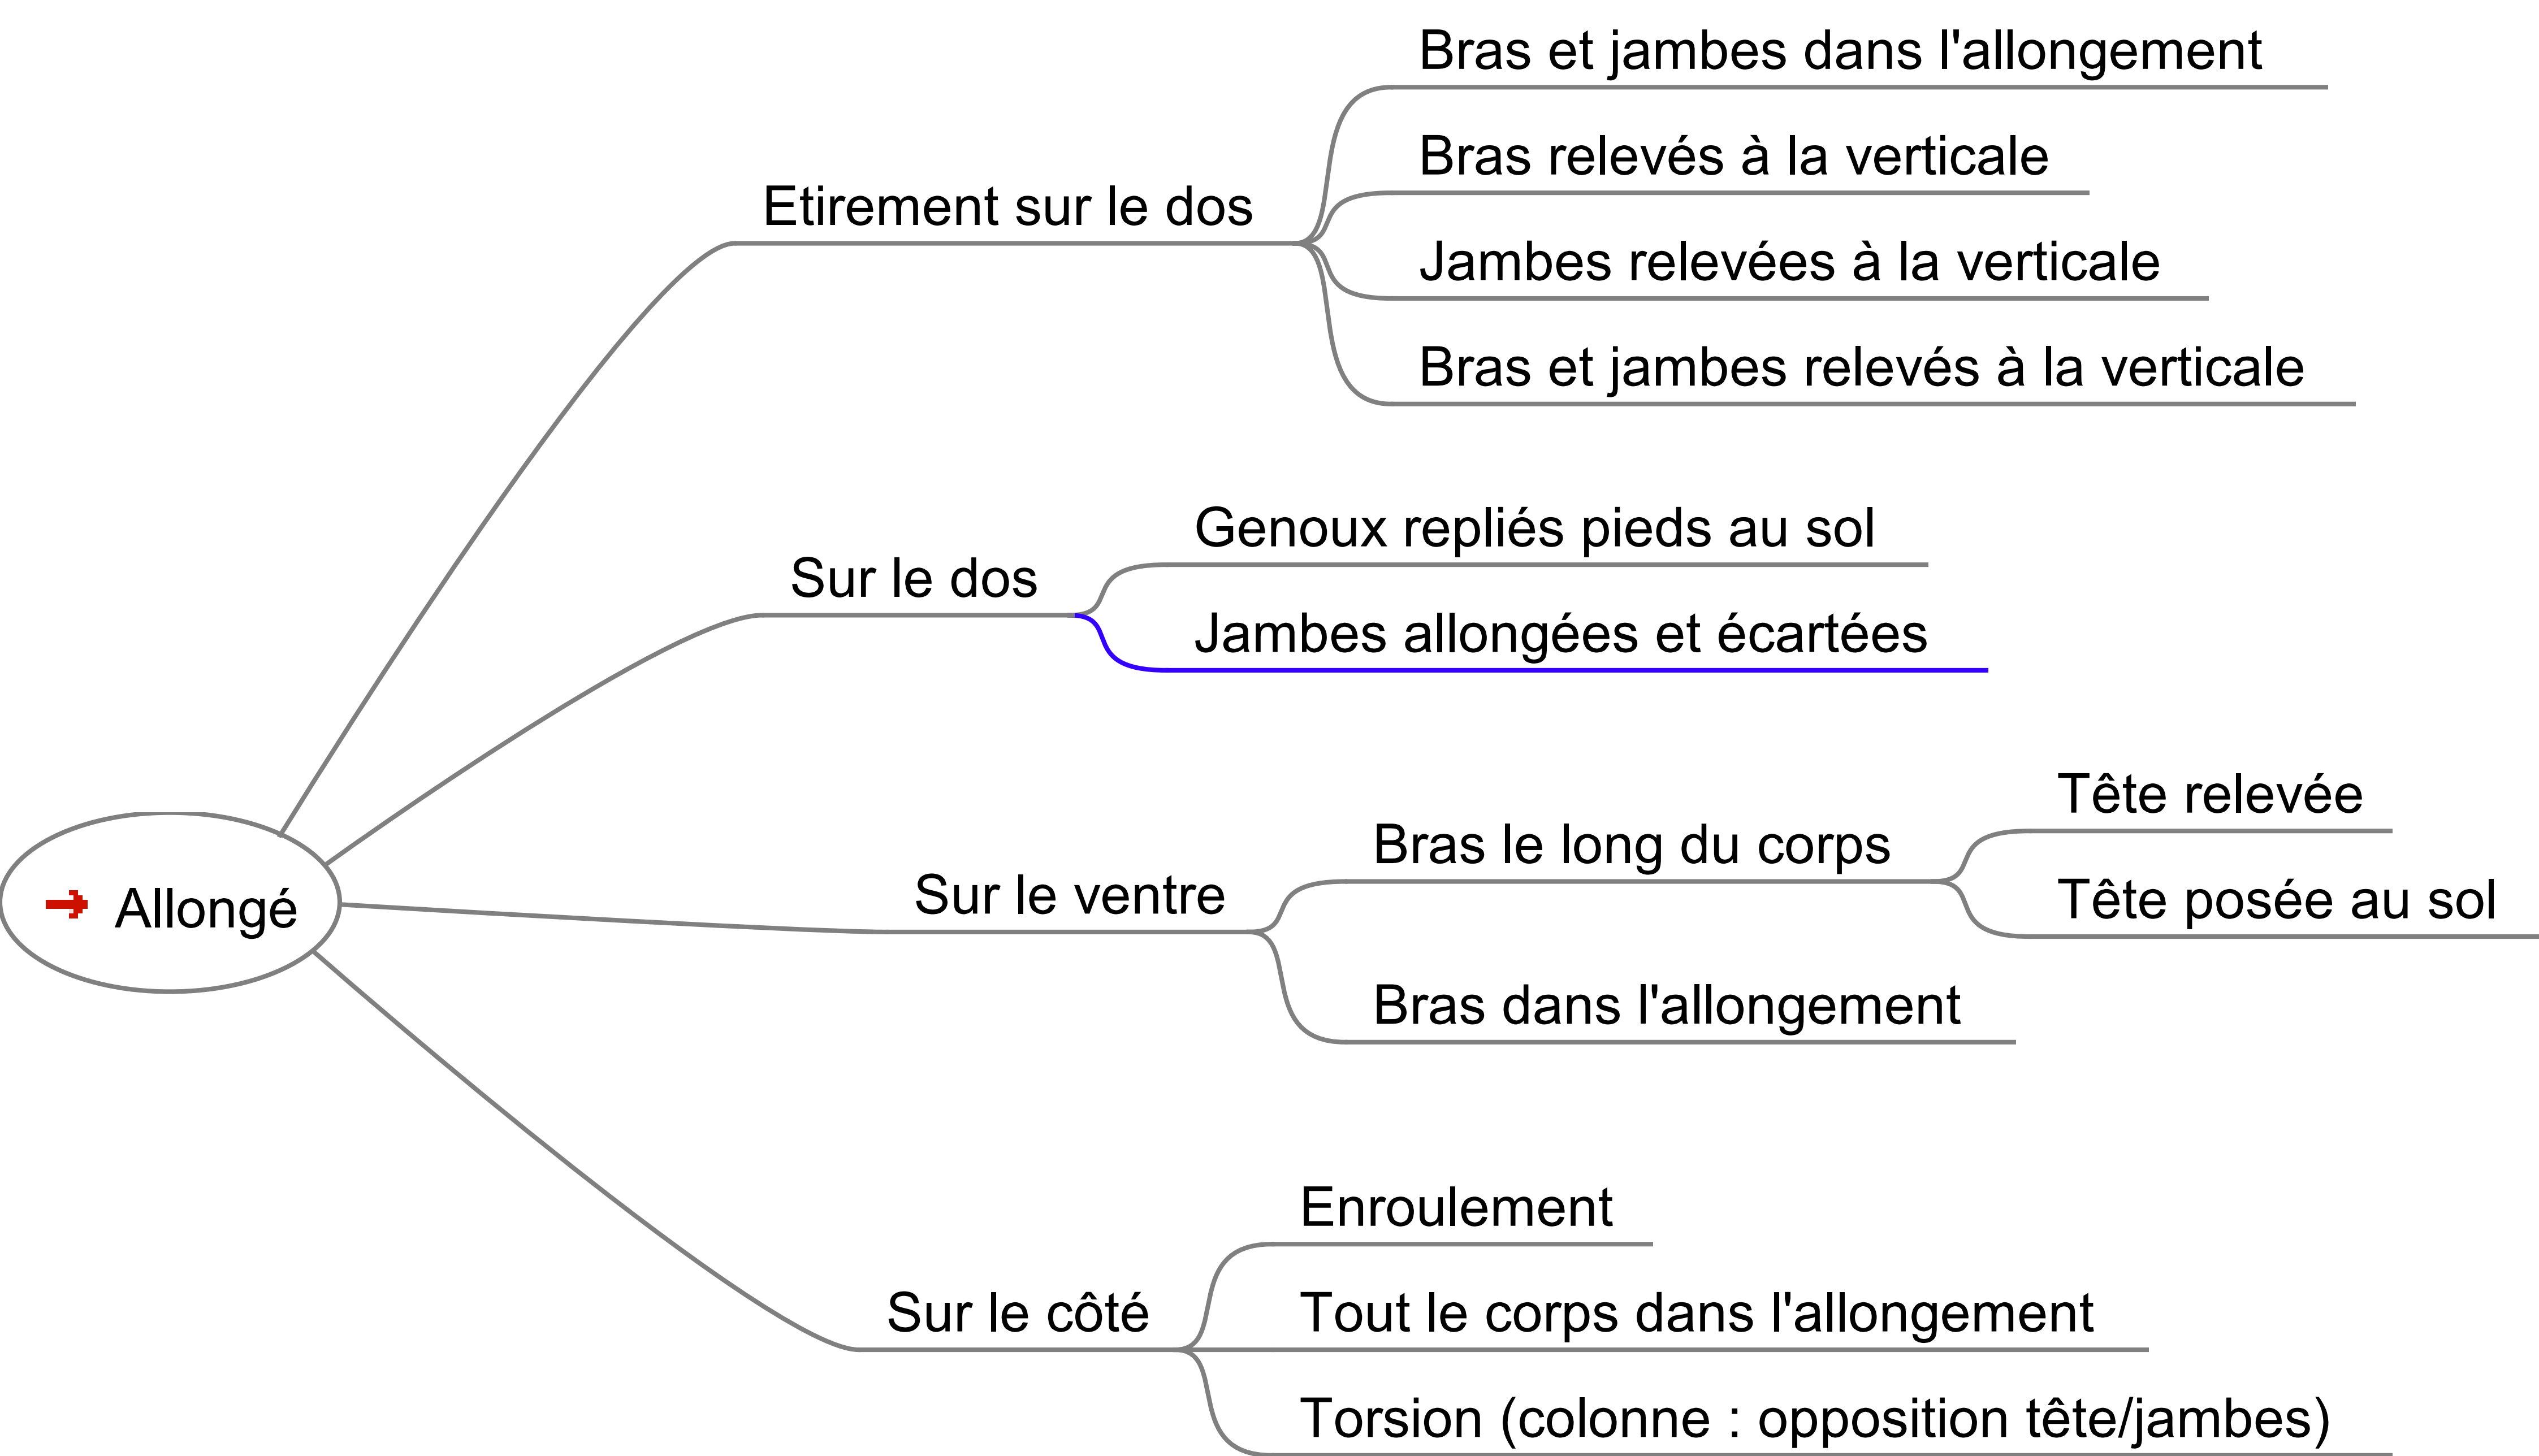 Allongé
Etirement sur le dos
Bras et jambes dans l'allongement
Bras relevés à la verticale
Jambes relevées à la verticale
Bras et jambes relevés à la verticale
Sur le dos
Genoux repliés pieds au sol
Jambes allongées et écartées
Sur le ventre
Bras le long du corps
Tête relevée
Tête posée au sol
Bras dans l'allongement
Sur le côté
Enroulement
Tout le corps dans l'allongement
Torsion (colonne : opposition tête/jambes)